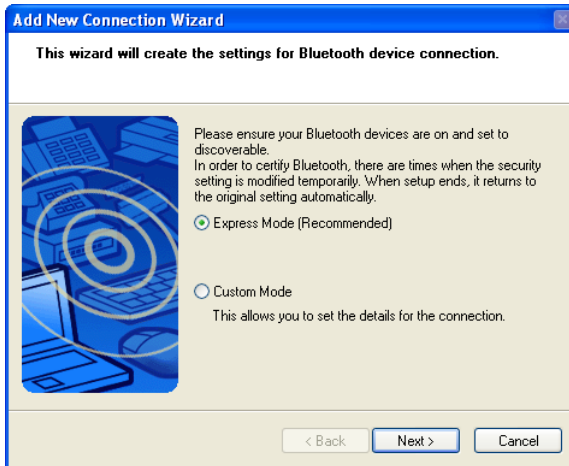 Add New Connection Wizard
This wizard will create the settings for Bluetooth device connection.
Please ensure your Bluetooth devices are on and set to
discoverable.
In order to certify Bluetooth, there are times when the security
setting is modified temporarily. When setup ends, it returns to
the original setting automatically.
Express Mode (Recommended)
Custom Mode
This allows you to set the details for the connection.
< Back Next > Cancel